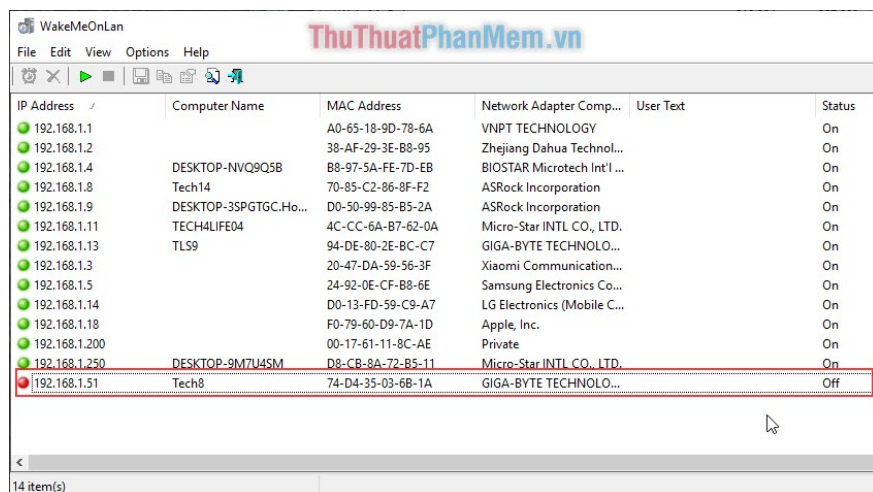 WakeMeOnLan
ThuThuatPhanMem.vn
File Edit View Options Help
IP Address / Computer Name MAC Address Network Adapter Comp... User Text Status
192.168.1.1 A0-65-18-9D-78-6A VNPT TECHNOLOGY On
192.168.1.2 38-AF-29-3E-B8-95 Zhejiang Dahua Technol... On
192.168.1.4 DESKTOP-NVQ9Q5B B8-97-5A-FE-7D-EB BIOSTAR Microtech Int'l ... On
192.168.1.8 Tech14 70-85-C2-86-8F-F2 ASRock Incorporation On
192.168.1.9 DESKTOP-3SPGTGC.Ho... D0-50-99-85-B5-2A ASRock Incorporation On
192.168.1.11 TECH4LIFE04 4C-CC-6A-B7-62-0A Micro-Star INTL CO., LTD. On
192.168.1.13 TLS9 94-DE-80-2E-BC-C7 GIGA-BYTE TECHNOLO... On
192.168.1.3 20-47-DA-59-56-3F Xiaomi Communication... On
192.168.1.5 24-92-0E-CF-B8-6E Samsung Electronics Co... On
192.168.1.14 D0-13-FD-59-C9-A7 LG Electronics (Mobile C... On
192.168.1.18 F0-79-60-D9-7A-1D Apple, Inc. On
192.168.1.200 00-17-61-11-8C-AE Private On
192.168.1.250 DESKTOP-9M7U4SM D8-CB-8A-72-B5-11 Micro-Star INTL CO., LTD. On
192.168.1.51 Tech8 74-D4-35-03-6B-1A GIGA-BYTE TECHNOLO... Off
14 item(s)